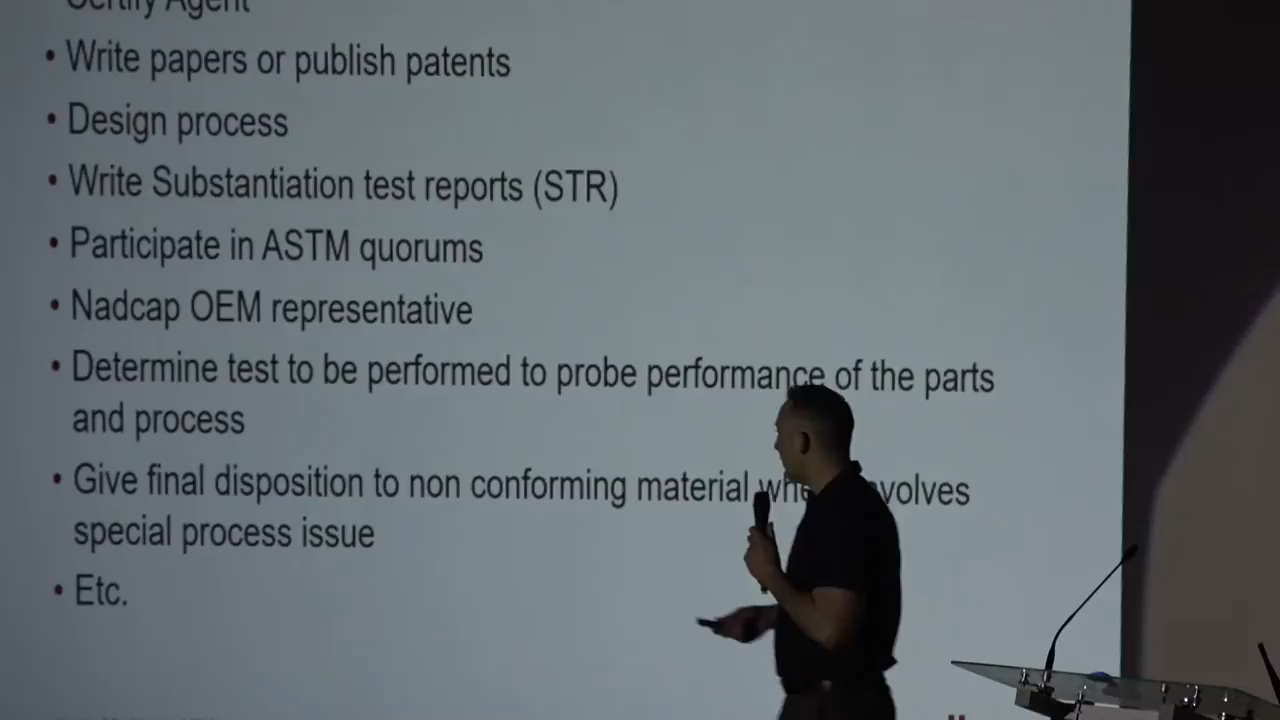 Certify Agent
• Write papers or publish patents
• Design process
• Write Substantiation test reports (STR)
• Participate in ASTM quorums
• Nadcap OEM representative
• Determine test to be performed to probe performance of the parts
and process
• Give final disposition to non conforming material
special process issue
• Etc.